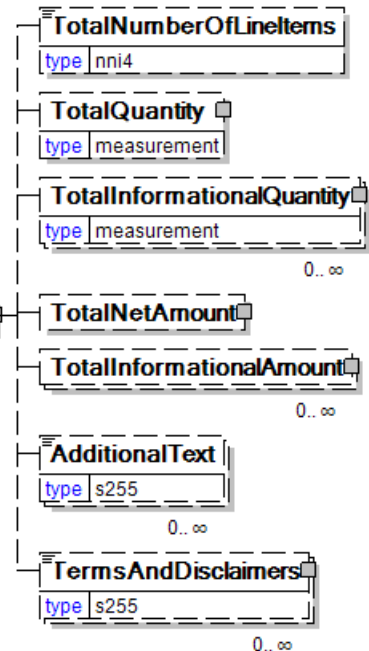 TotalNumberOfLineItems
type nni4
TotalQuantity
type measurement
TotalInformationalQuantity
type measurement
0.. ∞
TotalNetAmount
TotalInformationalAmount
0.. ∞
AdditionalText
type s255
0.. ∞
TermsAndDisclaimers
type s255
0.. ∞